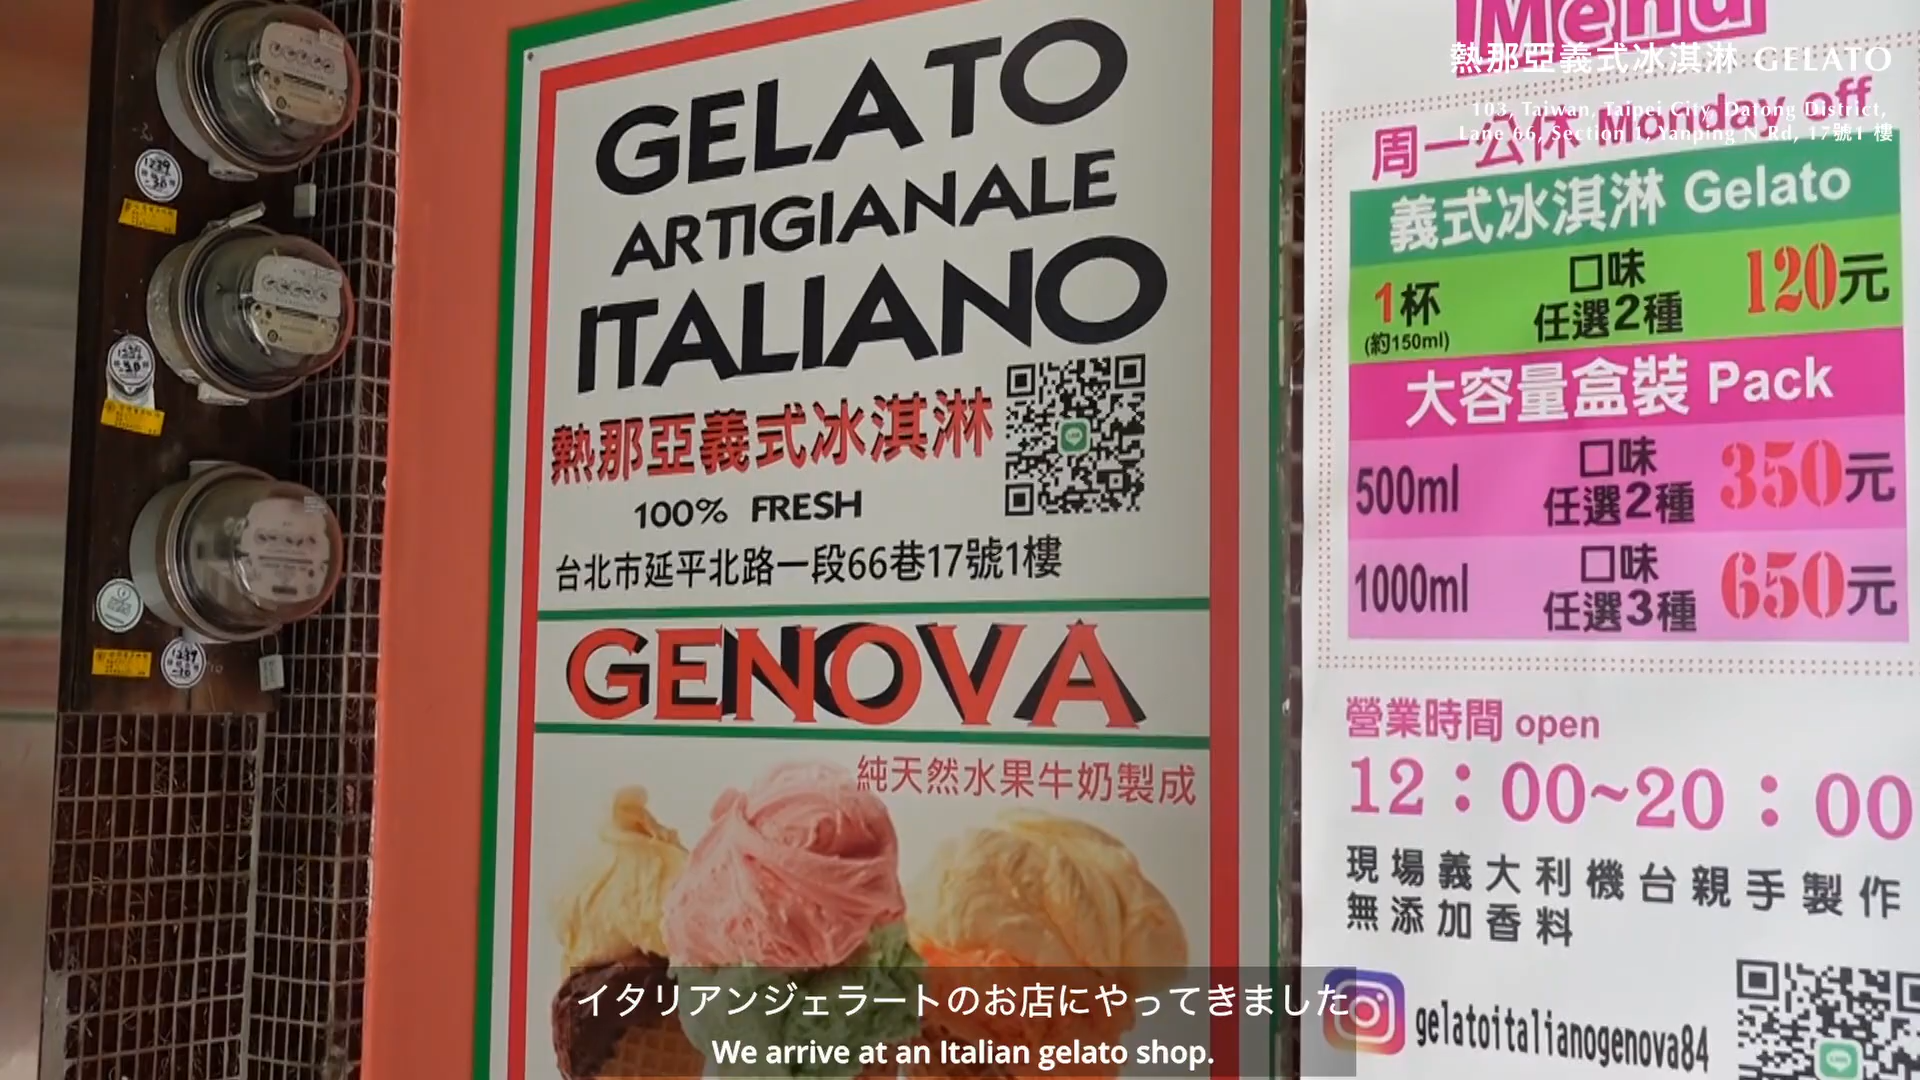 GELATO
ARTIGIANALE
ITALIANO
熱那亞義式冰淇淋
100% FRESH
台北市延平北路一段66巷17號1樓
GENOVA
純天然水果牛奶製成
Menu
熱那亞義式冰淇淋 GELATO
103, Taiwan, Taipei City, Datong District,
Lane 66, Section 1, Yanping N Rd, 17號1 樓
周一公休 Monday off
義式冰淇淋 Gelato
1杯 口味 120元
(約150ml) 任選2種
大容量盒裝 Pack
500ml 口味 350元
任選2種
1000ml 口味 650元
任選3種
營業時間 open
12:00~20:00
現場義大利機台親手製作
無添加香料
gelatoitalianogenova84
イタリアンジェラートのお店にやってきました
We arrive at an Italian gelato shop.